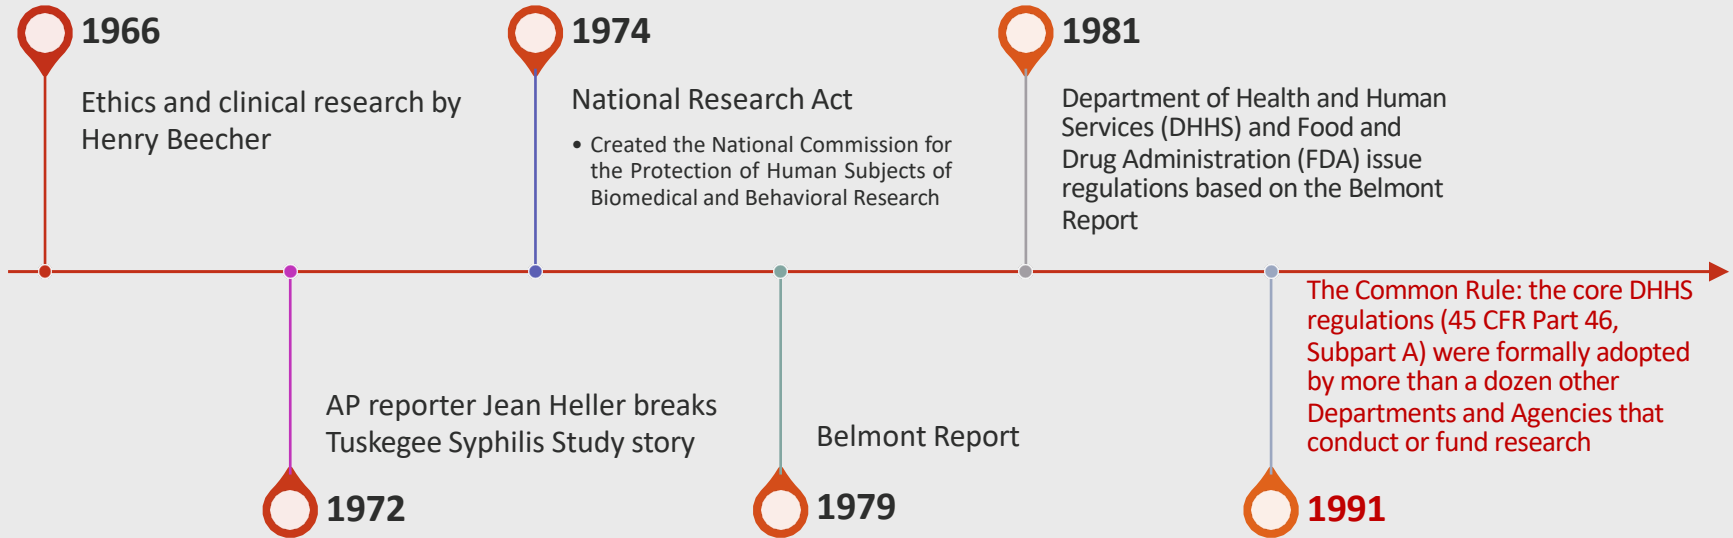 1966
Ethics and clinical research by
Henry Beecher
1974
National Research Act
• Created the National Commission for
the Protection of Human Subjects of
Biomedical and Behavioral Research
1981
Department of Health and Human
Services (DHHS) and Food and
Drug Administration (FDA) issue
regulations based on the Belmont
Report
AP reporter Jean Heller breaks
Tuskegee Syphilis Study story
1972
Belmont Report
1979
The Common Rule: the core DHHS
regulations (45 CFR Part 46,
Subpart A) were formally adopted
by more than a dozen other
Departments and Agencies that
conduct or fund research
1991